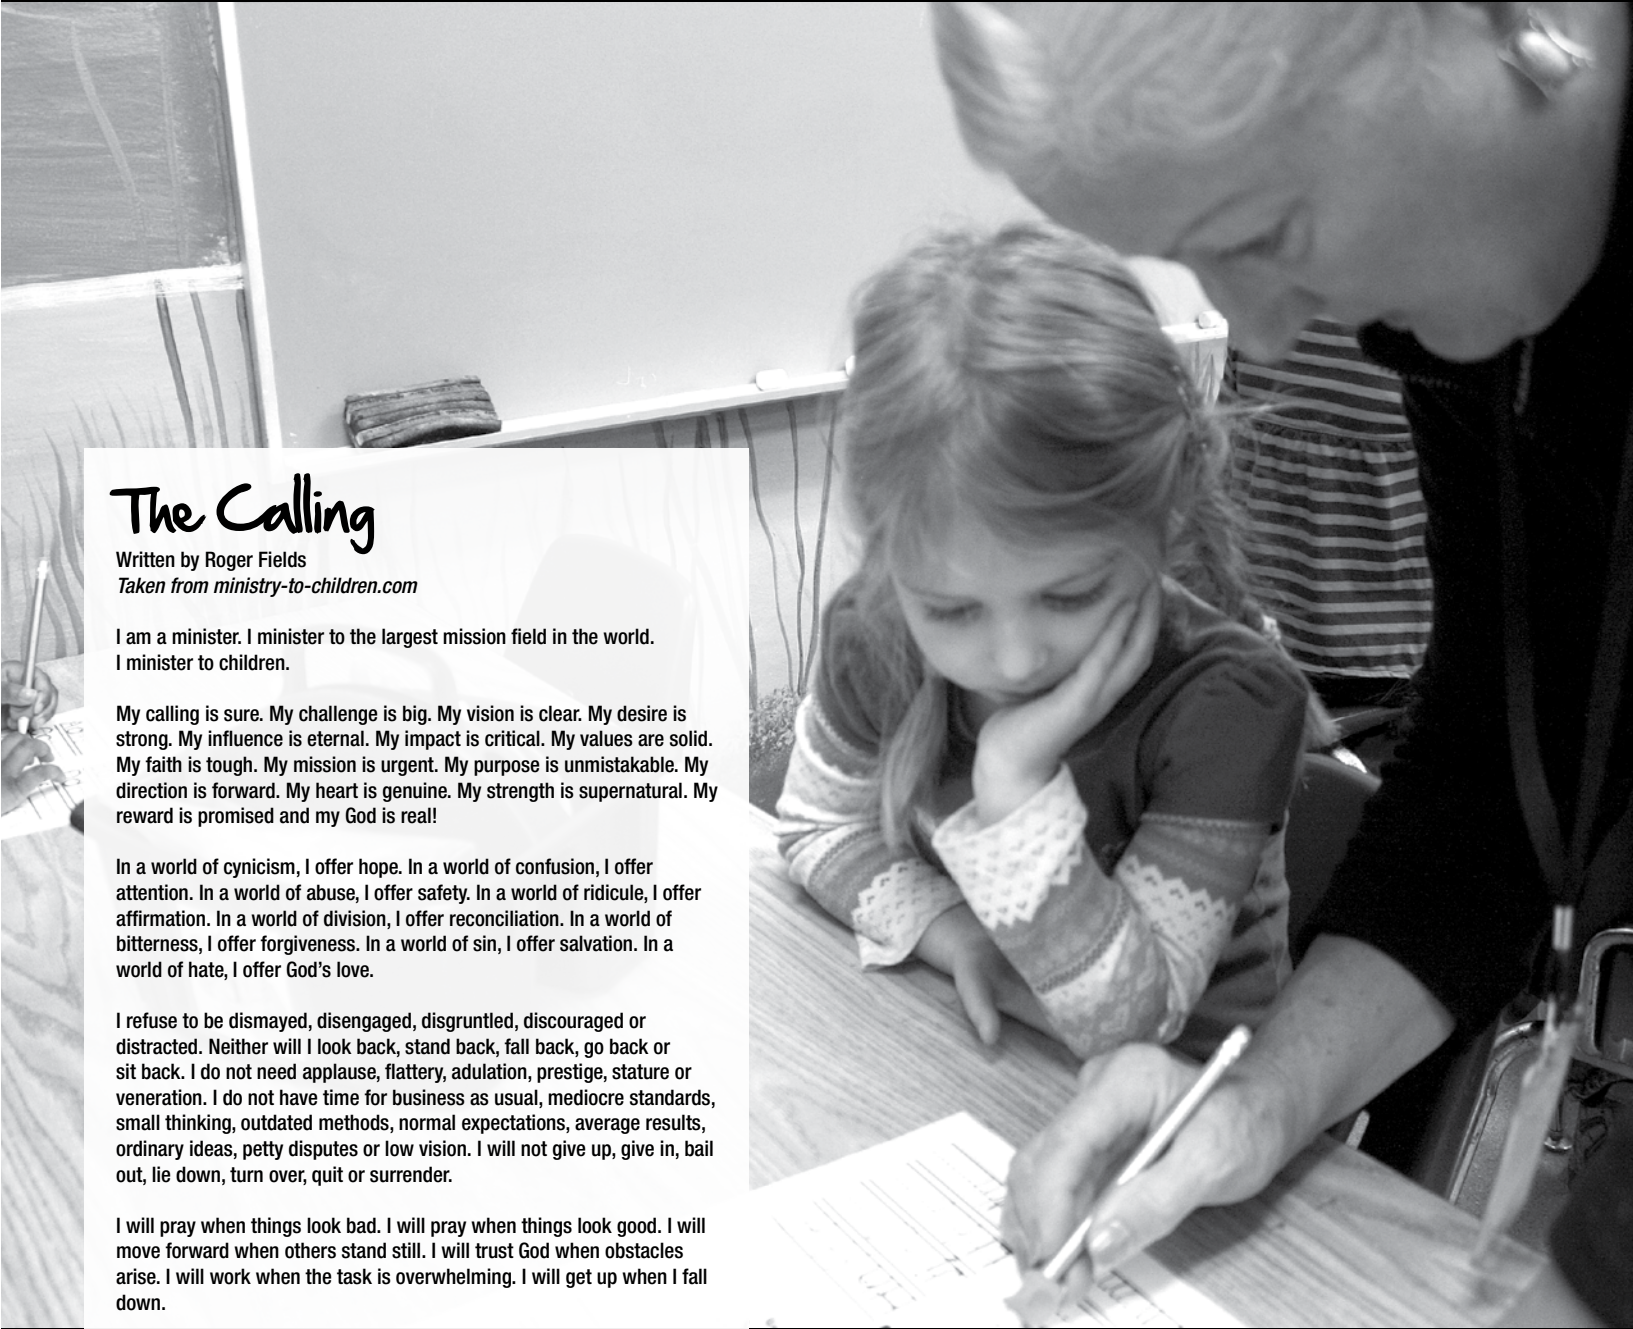 The Calling
Written by Roger Fields
Taken from ministry-to-children.com
I am a minister. I minister to the largest mission field in the world.
I minister to children.
My calling is sure. My challenge is big. My vision is clear. My desire is
strong. My influence is eternal. My impact is critical. My values are solid.
My faith is tough. My mission is urgent. My purpose is unmistakable. My
direction is forward. My heart is genuine. My strength is supernatural. My
reward is promised and my God is real!
In a world of cynicism, I offer hope. In a world of confusion, I offer
attention. In a world of abuse, I offer safety. In a world of ridicule, I offer
affirmation. In a world of division, I offer reconciliation. In a world of
bitterness, I offer forgiveness. In a world of sin, I offer salvation. In a
world of hate, I offer God’s love.
I refuse to be dismayed, disengaged, disgruntled, discouraged or
distracted. Neither will I look back, stand back, fall back, go back or
sit back. I do not need applause, flattery, adulation, prestige, stature or
veneration. I do not have time for business as usual, mediocre standards,
small thinking, outdated methods, normal expectations, average results,
ordinary ideas, petty disputes or low vision. I will not give up, give in, bail
out, lie down, turn over, quit or surrender.
I will pray when things look bad. I will pray when things look good. I will
move forward when others stand still. I will trust God when obstacles
arise. I will work when the task is overwhelming. I will get up when I fall
down.